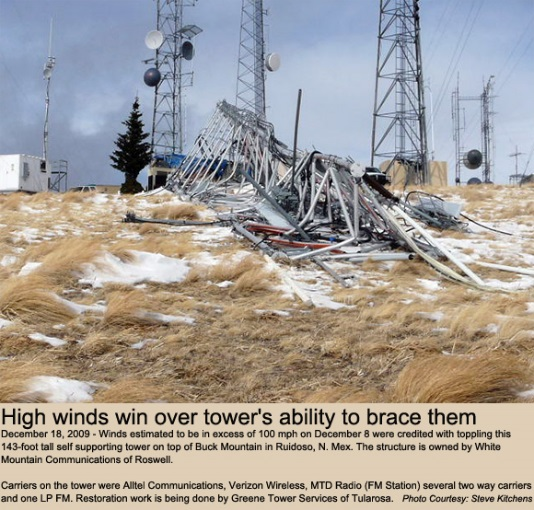 High winds win over tower's ability to brace them
December 18, 2009 - Winds estimated to be in excess of 100 mph on December 8 were credited with toppling this
143-foot tall self supporting tower on top of Buck Mountain in Ruidoso, N. Mex. The structure is owned by White
Mountain Communications of Roswell.
Carriers on the tower were Alltel Communications, Verizon Wireless, MTD Radio (FM Station) several two way carriers
and one LP FM. Restoration work is being done by Greene Tower Services of Tularosa. Photo Courtesy: Steve Kitchens